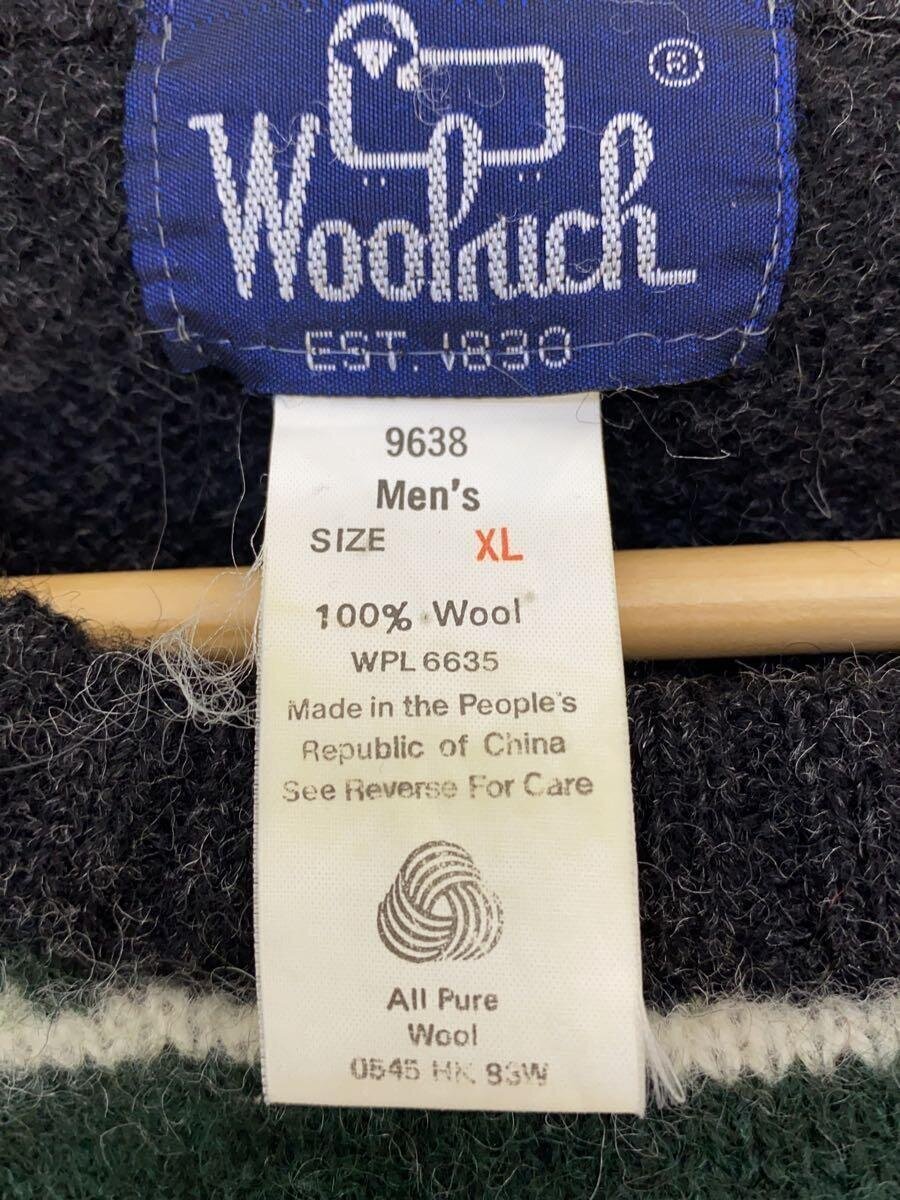 ®
Woolrich
EST. 1830
9638
Men's
SIZE XL
100% Wool
WPL 6635
Made in the People's
Republic of China
See Reverse For Care
All Pure
Wool
0545 HK 83W